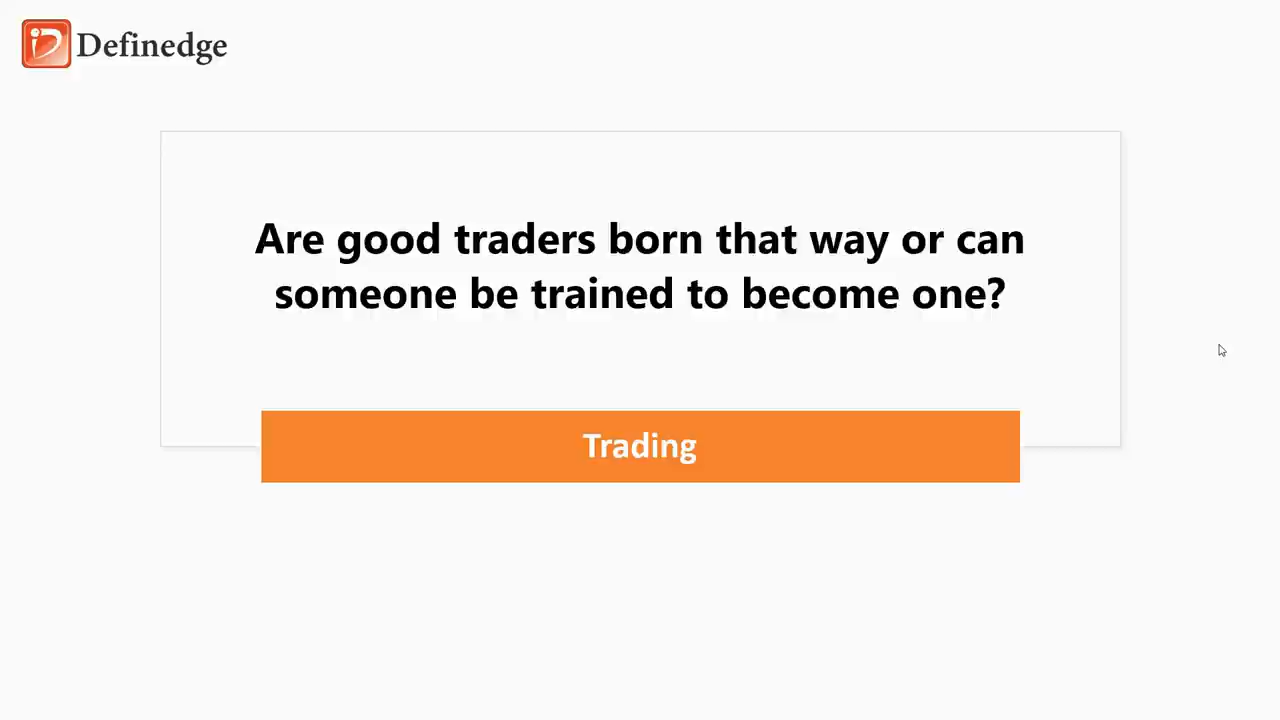 Definedge
Are good traders born that way or can
someone be trained to become one?
Trading